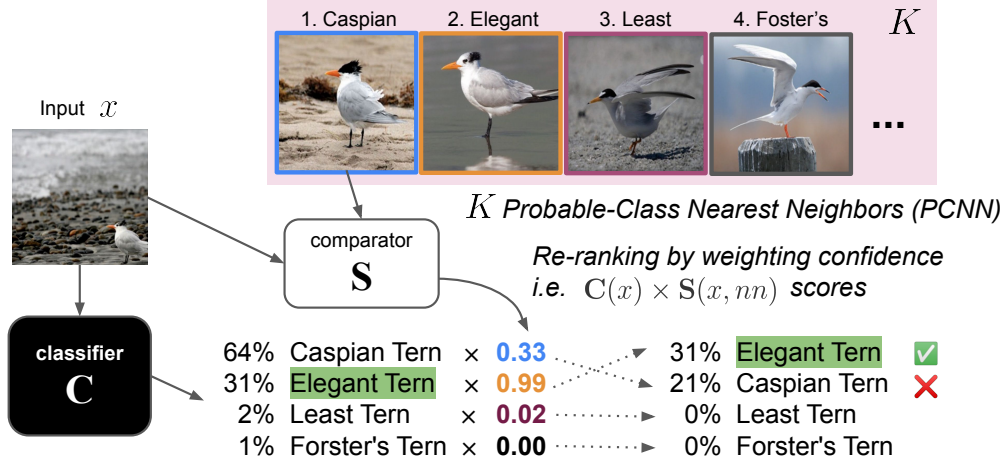 1. Caspian
2. Elegant
3. Least
4. Foster's
K
...
Input x
K Probable-Class Nearest Neighbors (PCNN)
comparator
S
Re-ranking by weighting confidence
i.e. C(x) × S(x, nn) scores
classifier
C
64% Caspian Tern × 0.33
31% Elegant Tern × 0.99
2% Least Tern × 0.02
1% Forster's Tern × 0.00
31% Elegant Tern ✅
21% Caspian Tern ❌
0% Least Tern
0% Forster's Tern